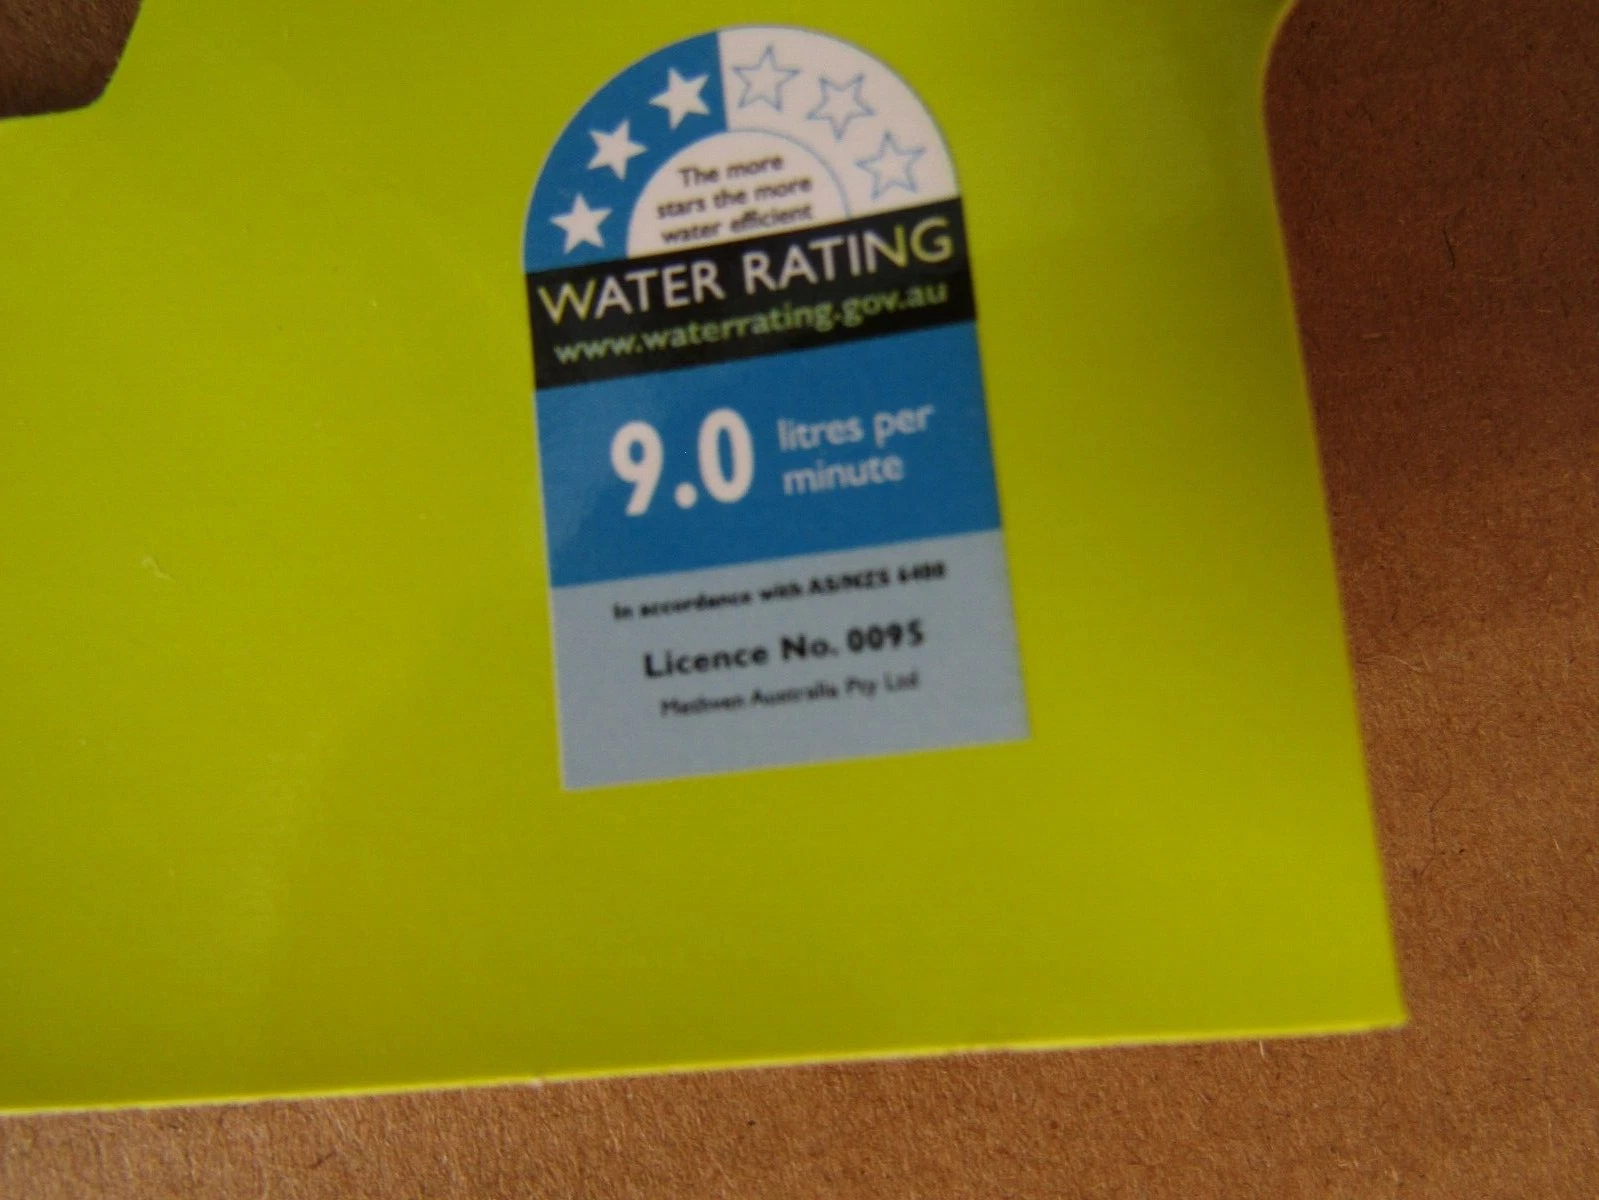 The more
stars the more
water efficient
WATER RATING
www.waterrating.gov.au
9.0
litres per
minute
In accordance with AS/NZS 6400
Licence No. 0095
Methven Australia Pty Ltd